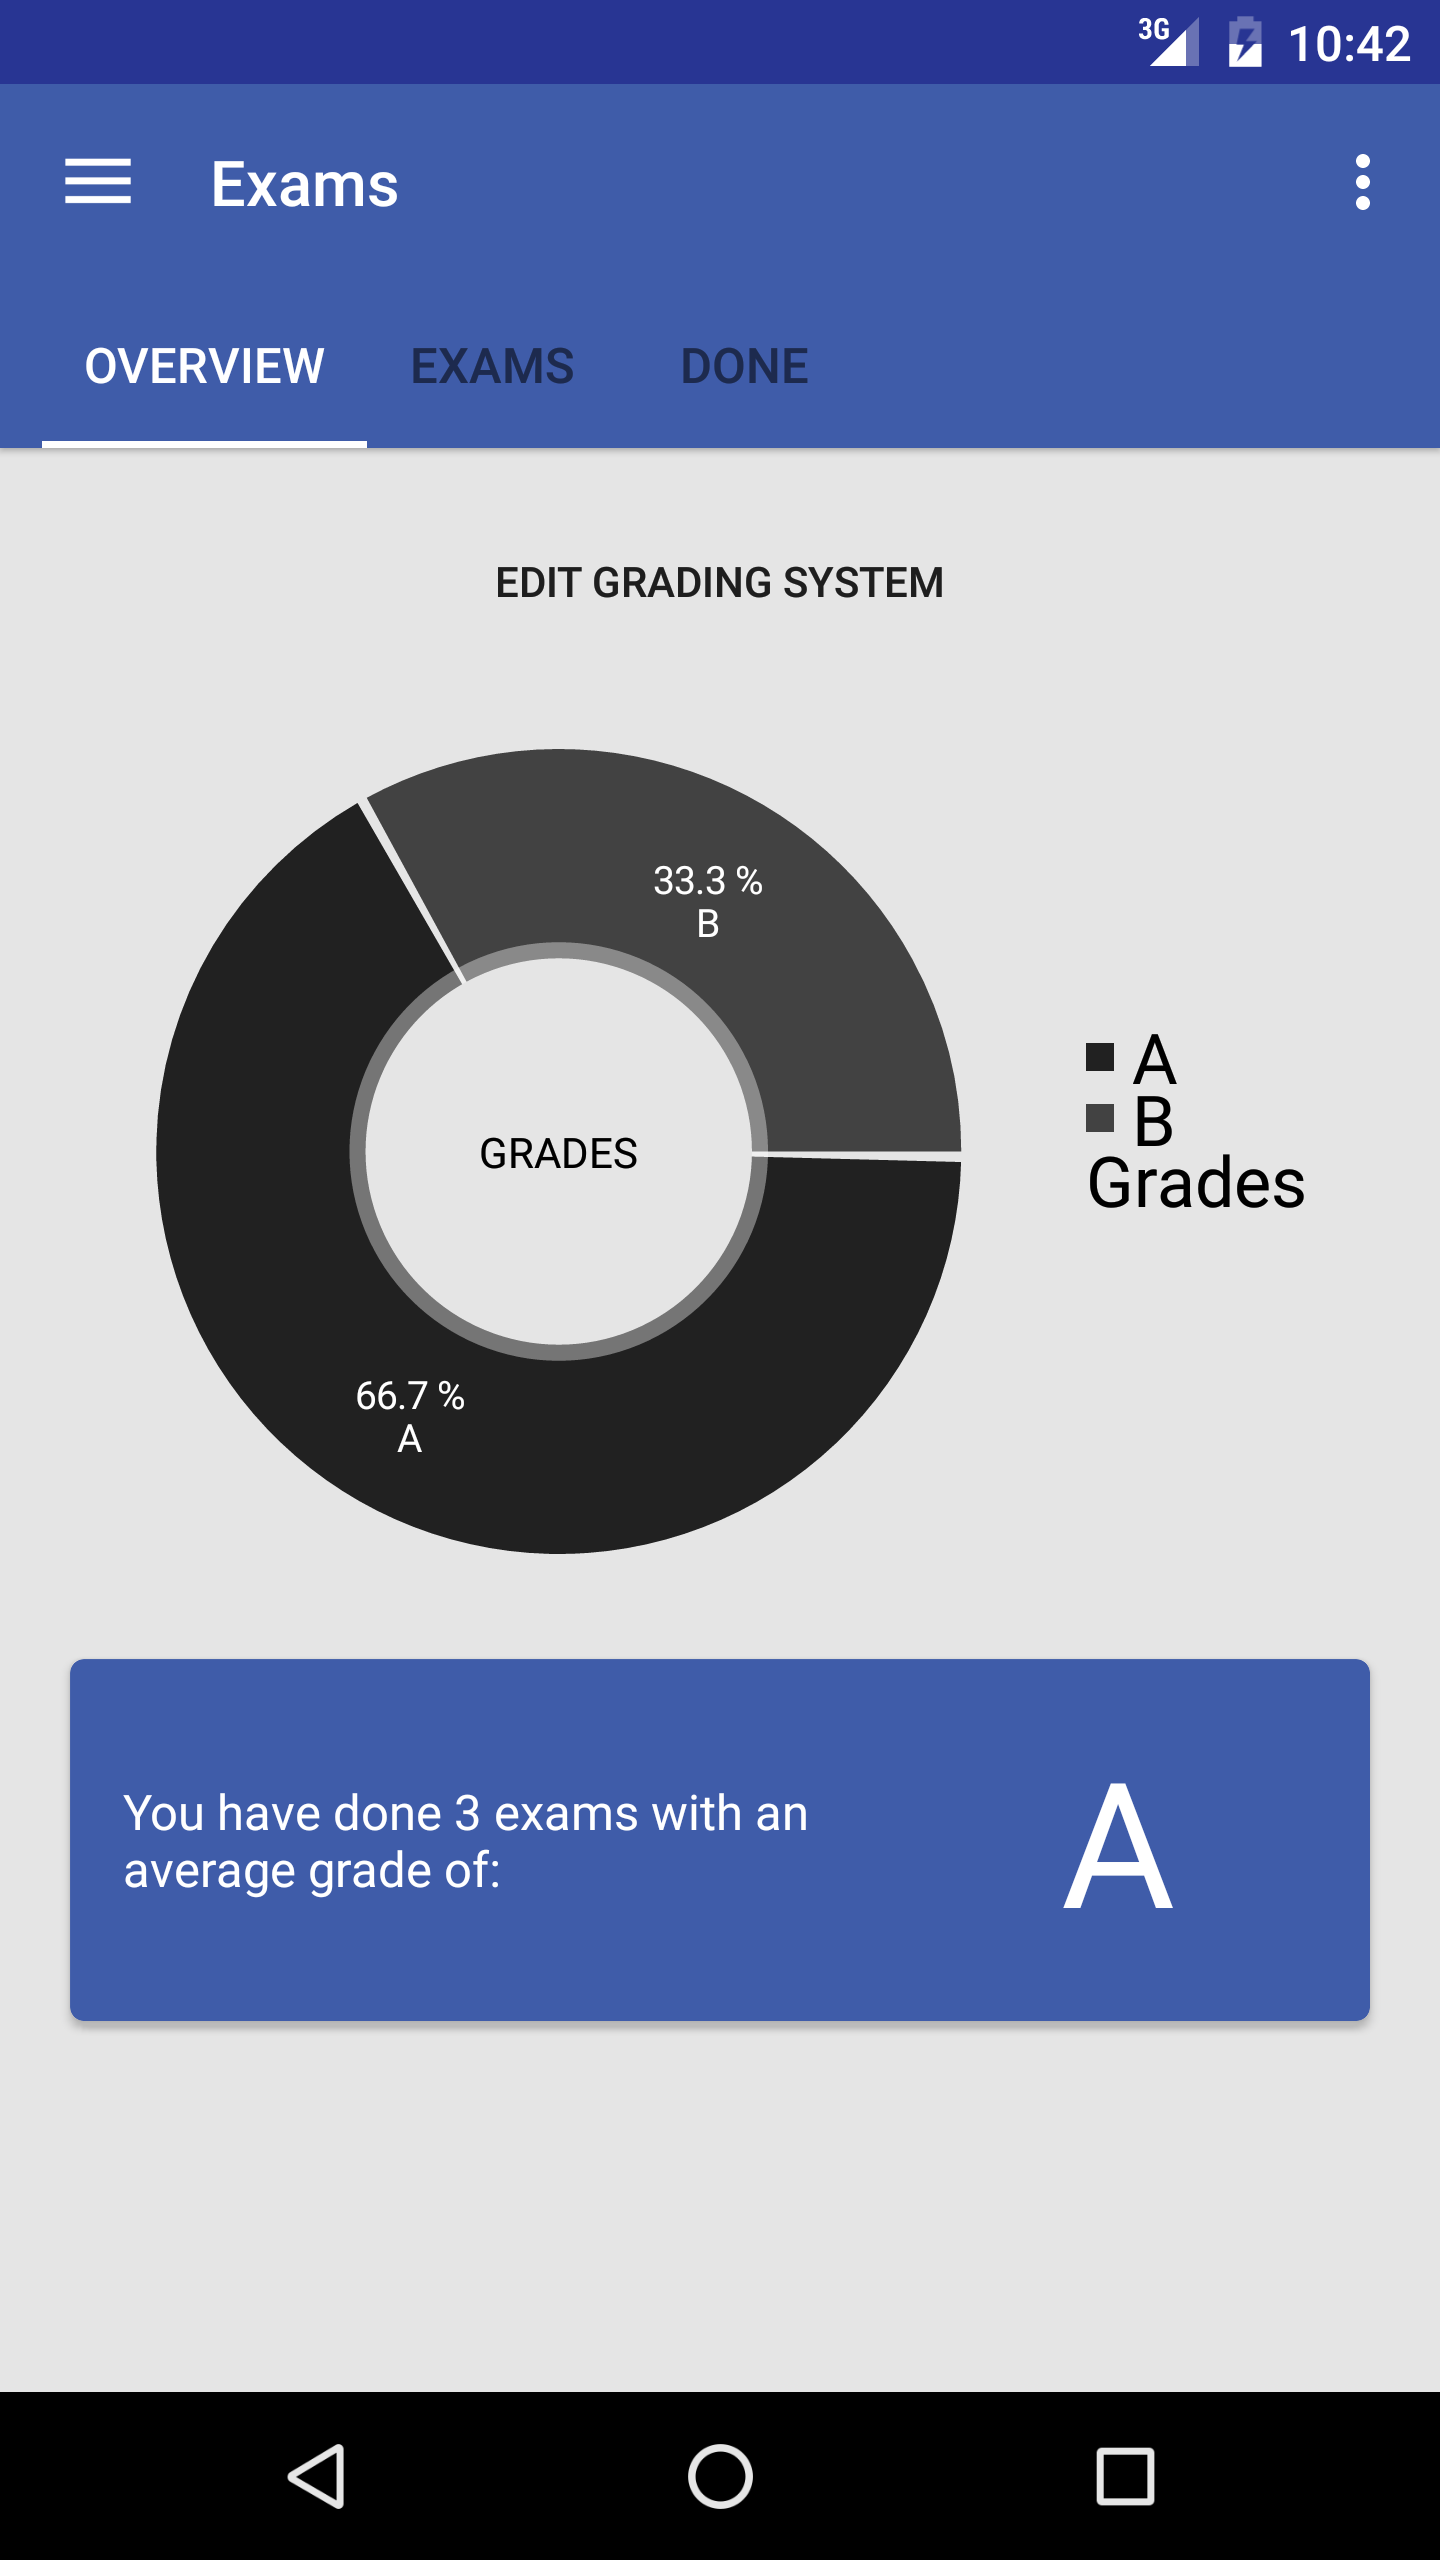 3G 10:42
Exams
OVERVIEW EXAMS DONE
EDIT GRADING SYSTEM
33.3 %
B
GRADES
66.7 %
A
A
B
Grades
You have done 3 exams with an
average grade of:
A